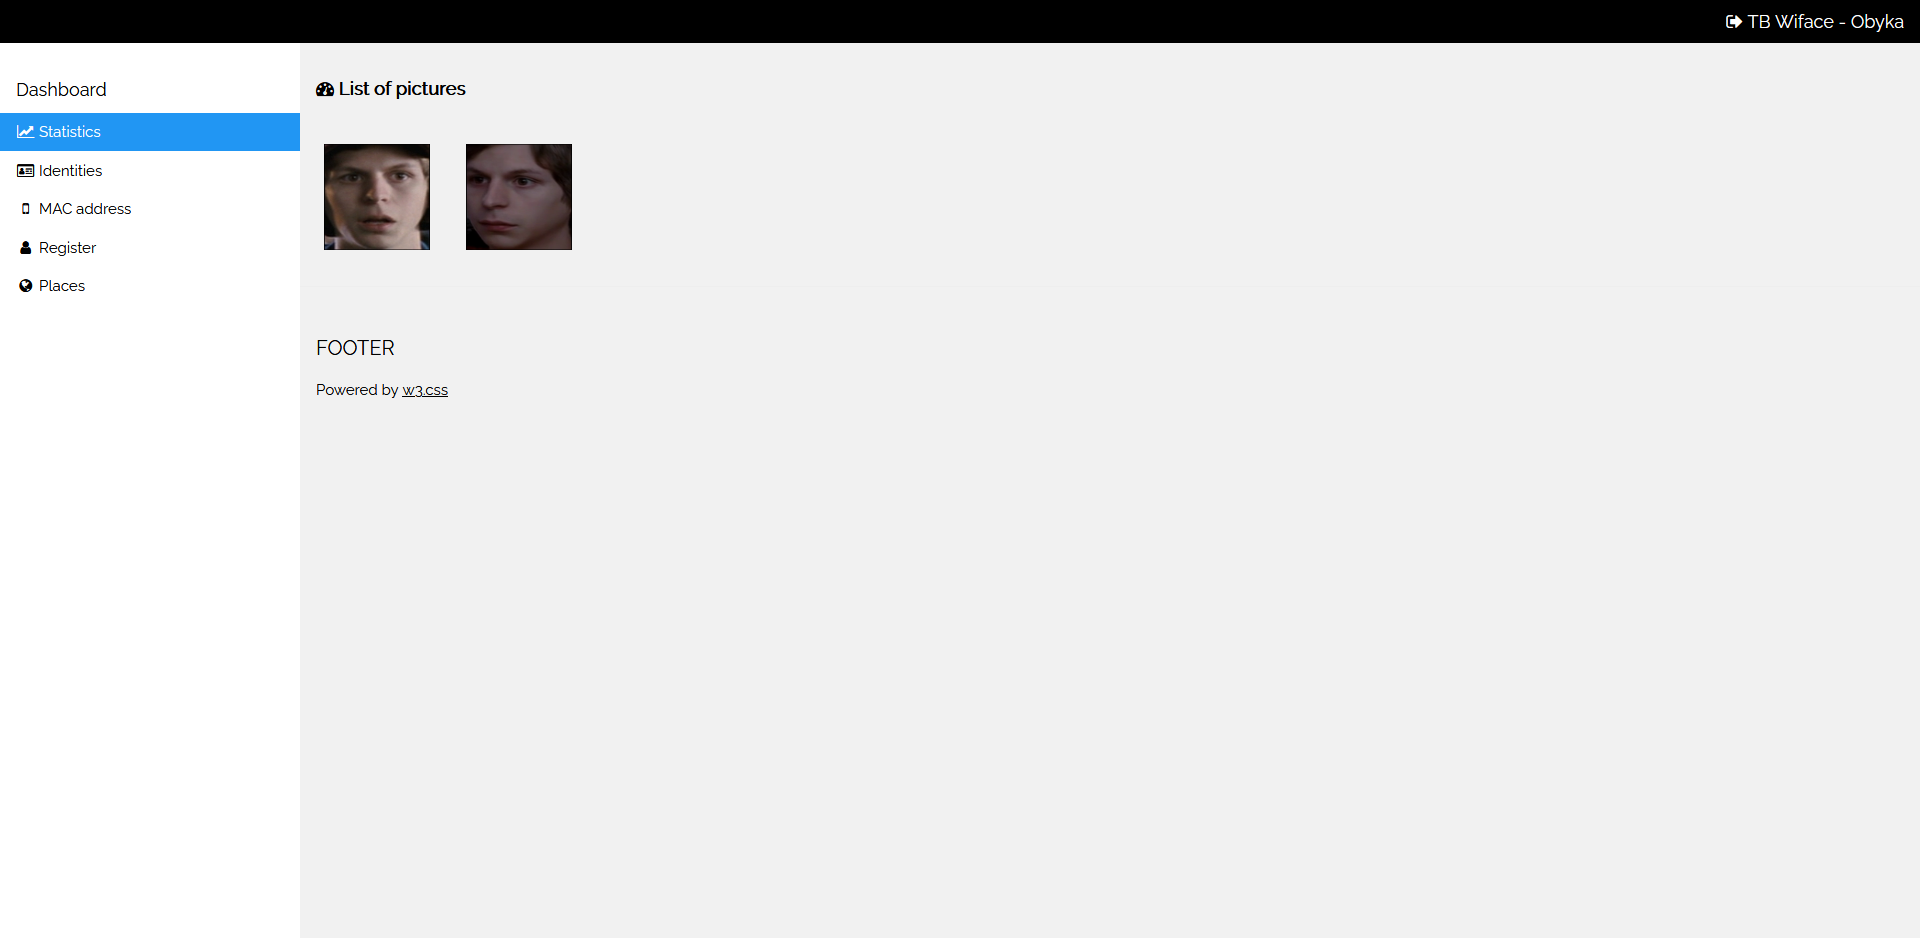 TB Wiface - Obyka
Dashboard
Statistics
Identities
MAC address
Register
Places
List of pictures
FOOTER
Powered by w3.css